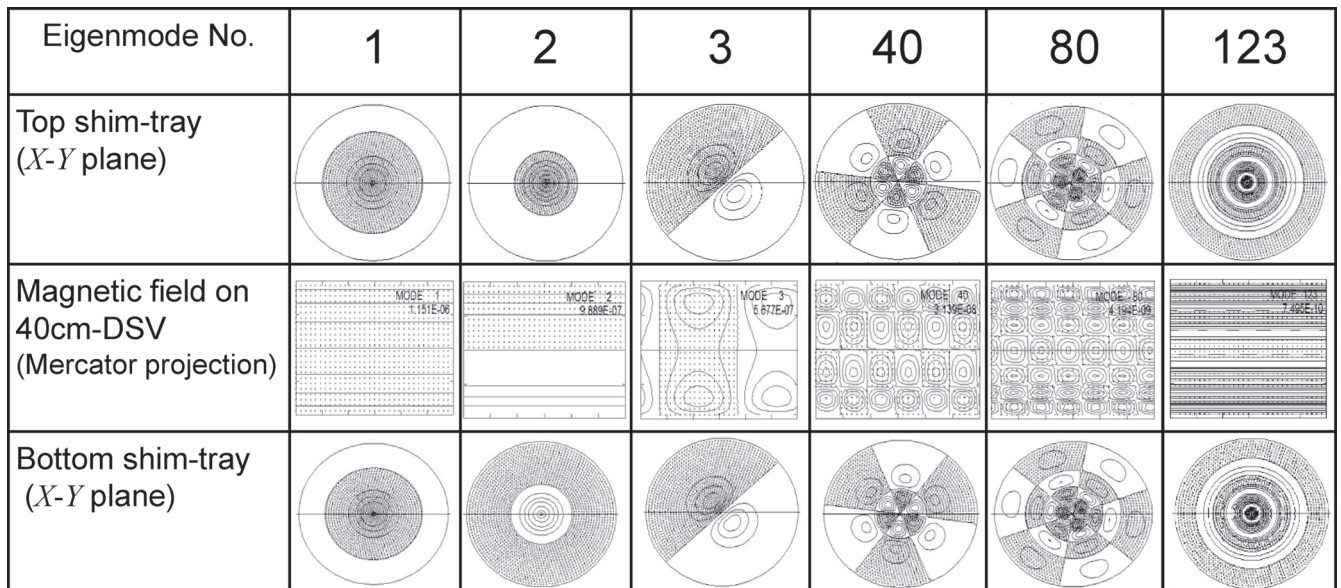 Eigenmode No. 1 2 3 40 80 123
Top shim-tray
(X-Y plane)
Magnetic field on
40cm-DSV
(Mercator projection)
MODE 1
1.151E-06
MODE 2
9.889E-07
MODE 3
5.677E-07
MODE 40
3.139E-08
MODE 80
4.194E-09
MODE 123
7.495E-10
Bottom shim-tray
(X-Y plane)